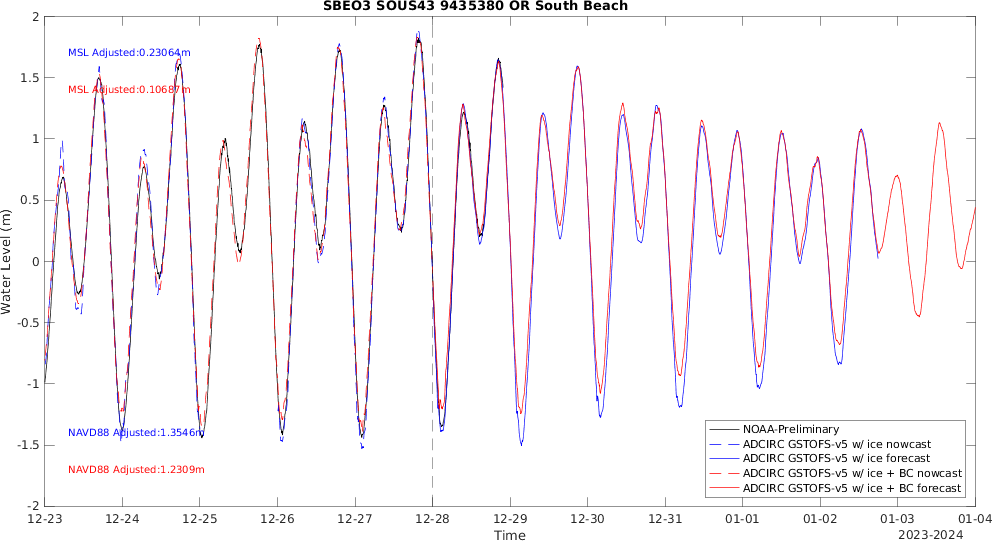 SBEO3 SOUS43 9435380 OR South Beach
2
1.5
1
0.5
0
-0.5
-1
-1.5
-2
Water Level (m)
MSL Adjusted:0.23064m
MSL Adjusted:0.10687m
NAVD88 Adjusted:1.3546m
NAVD88 Adjusted:1.2309m
NOAA-Preliminary
ADCIRC GSTOFS-v5 w/ ice nowcast
ADCIRC GSTOFS-v5 w/ ice forecast
ADCIRC GSTOFS-v5 w/ ice + BC nowcast
ADCIRC GSTOFS-v5 w/ ice + BC forecast
12-23 12-24 12-25 12-26 12-27 12-28 12-29 12-30 12-31 01-01 01-02 01-03 01-04
Time
2023-2024